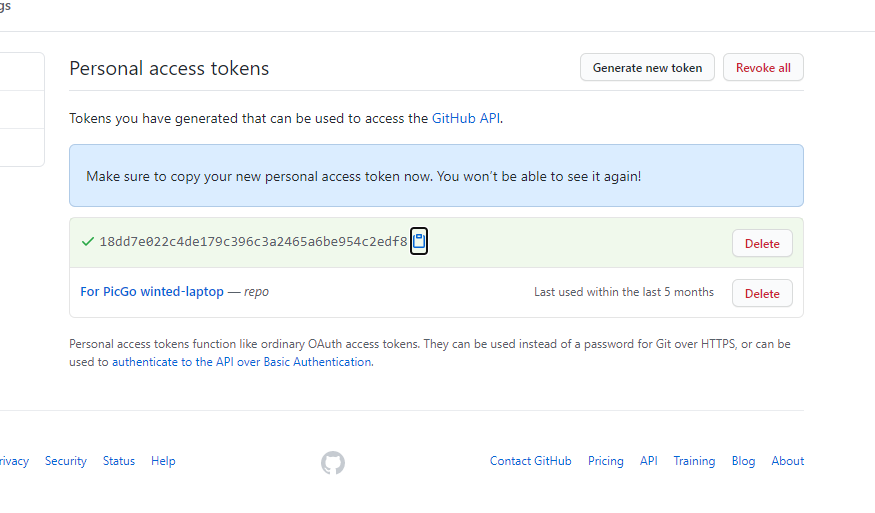 gs
Personal access tokens
Generate new token
Revoke all
Tokens you have generated that can be used to access the GitHub API.
Make sure to copy your new personal access token now. You won't be able to see it again!
18dd7e022c4de179c396c3a2465a6be954c2edf8
Delete
For PicGo winted-laptop — repo
Last used within the last 5 months
Delete
Personal access tokens function like ordinary OAuth access tokens. They can be used instead of a password for Git over HTTPS, or can be
used to authenticate to the API over Basic Authentication.
rivacy Security Status Help
Contact GitHub Pricing API Training Blog About